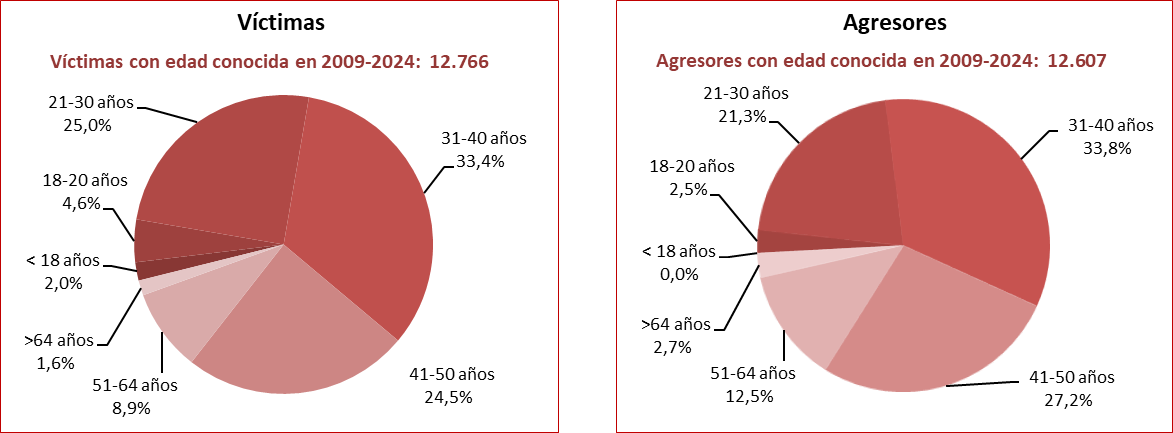 Víctimas
Víctimas con edad conocida en 2009-2024: 12.766
21-30 años
25,0%
31-40 años
33,4%
18-20 años
4,6%
< 18 años
2,0%
>64 años
1,6%
51-64 años
8,9%
41-50 años
24,5%
Agresores
Agresores con edad conocida en 2009-2024: 12.607
21-30 años
21,3%
31-40 años
33,8%
18-20 años
2,5%
< 18 años
0,0%
>64 años
2,7%
51-64 años
12,5%
41-50 años
27,2%